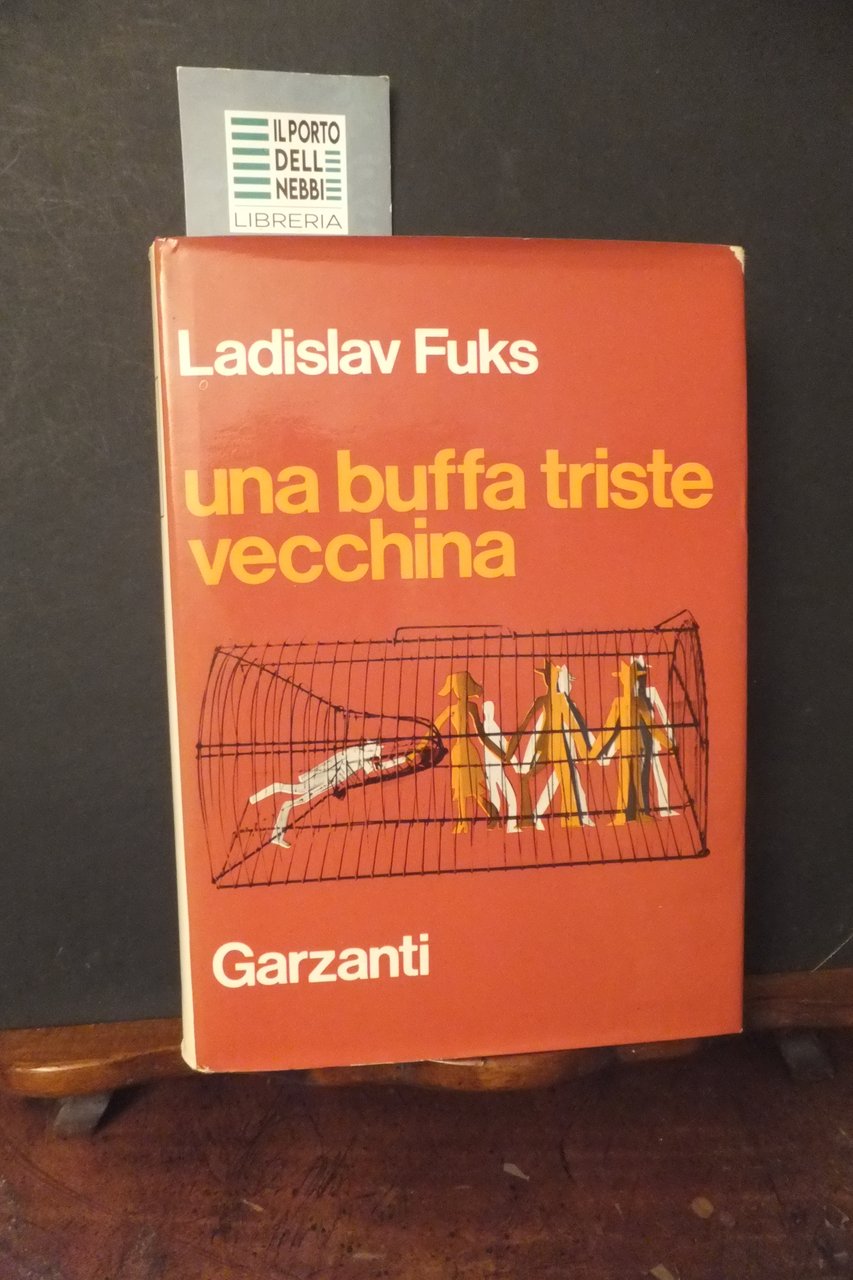 IL PORTO
DELL
NEBBI
LIBRERIA
Ladislav Fuks
una buffa triste
vecchina
Garzanti